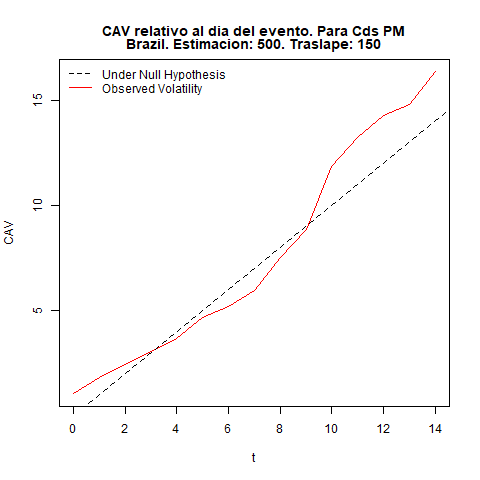 CAV relativo al dia del evento. Para Cds PM
Brazil. Estimacion: 500. Traslape: 150
Under Null Hypothesis
Observed Volatility
15
10
5
CAV
0 2 4 6 8 10 12 14
t